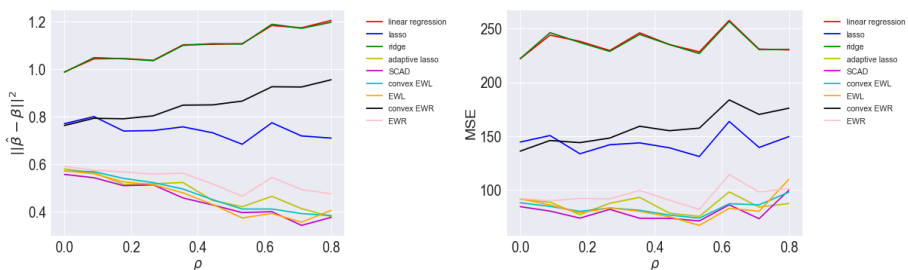 1.2
1.0
0.8
0.6
0.4
||β̂ − β||²
0.0 0.2 0.4 0.6 0.8
ρ
linear regression
lasso
ridge
adaptive lasso
SCAD
convex EWL
EWL
convex EWR
EWR
250
200
150
100
MSE
0.0 0.2 0.4 0.6 0.8
ρ
linear regression
lasso
ridge
adaptive lasso
SCAD
convex EWL
EWL
convex EWR
EWR